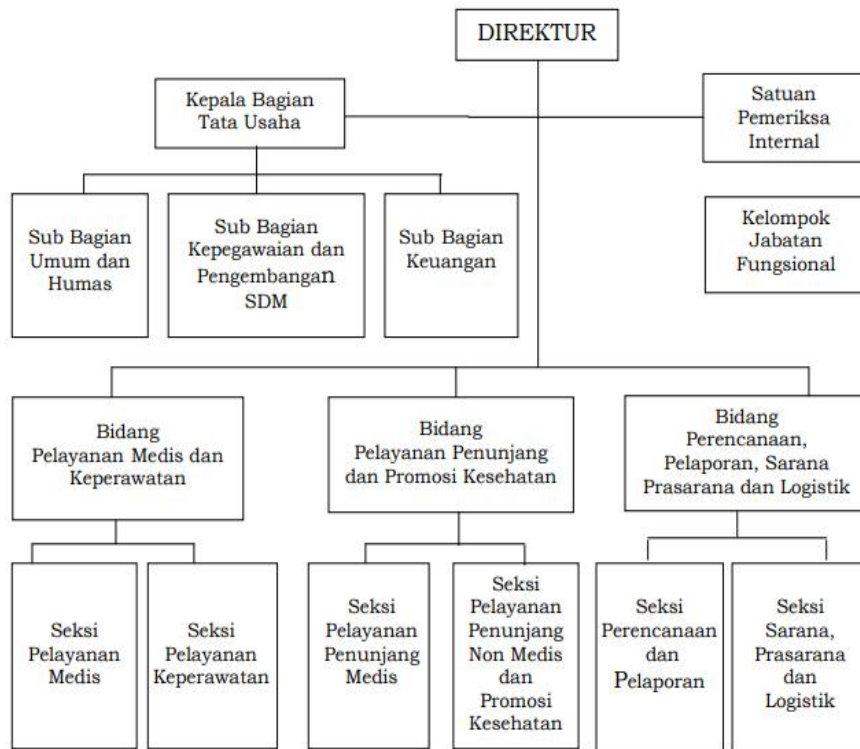 DIREKTUR
Kepala Bagian
Tata Usaha
Satuan
Pemeriksa
Internal
Sub Bagian
Umum dan
Humas
Sub Bagian
Kepegawaian dan
Pengembangan
SDM
Sub Bagian
Keuangan
Kelompok
Jabatan
Fungsional
Bidang
Pelayanan Medis dan
Keperawatan
Bidang
Pelayanan Penunjang
dan Promosi Kesehatan
Bidang
Perencanaan,
Pelaporan, Sarana
Prasarana dan Logistik
Seksi
Pelayanan
Medis
Seksi
Pelayanan
Keperawatan
Seksi
Pelayanan
Penunjang
Medis
Seksi
Pelayanan
Penunjang
Non Medis
dan
Promosi
Kesehatan
Seksi
Perencanaan
dan
Pelaporan
Seksi
Sarana,
Prasarana
dan
Logistik